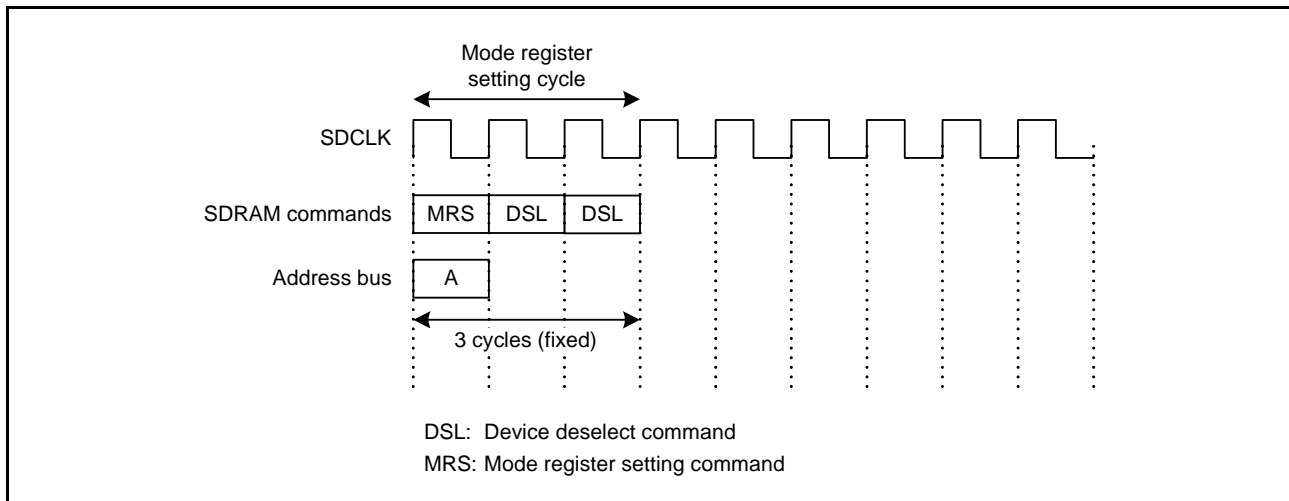 Mode register
setting cycle
SDCLK
SDRAM commands MRS DSL DSL
Address bus A
3 cycles (fixed)
DSL: Device deselect command
MRS: Mode register setting command